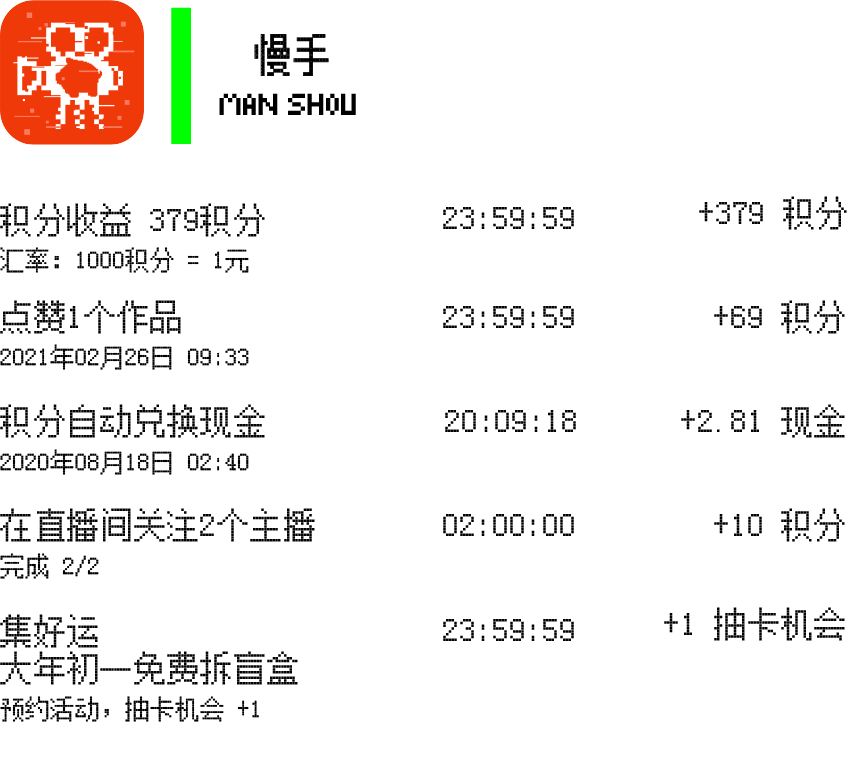 慢手
MAN SHOU
积分收益 379积分 23:59:59 +379 积分
汇率：1000积分 = 1元
点赞1个作品 23:59:59 +69 积分
2021年02月26日 09:33
积分自动兑换现金 20:09:18 +2.81 现金
2020年08月18日 02:40
在直播间关注2个主播 02:00:00 +10 积分
完成 2/2
集好运 23:59:59 +1 抽卡机会
大年初一免费拆盲盒
预约活动，抽卡机会 +1